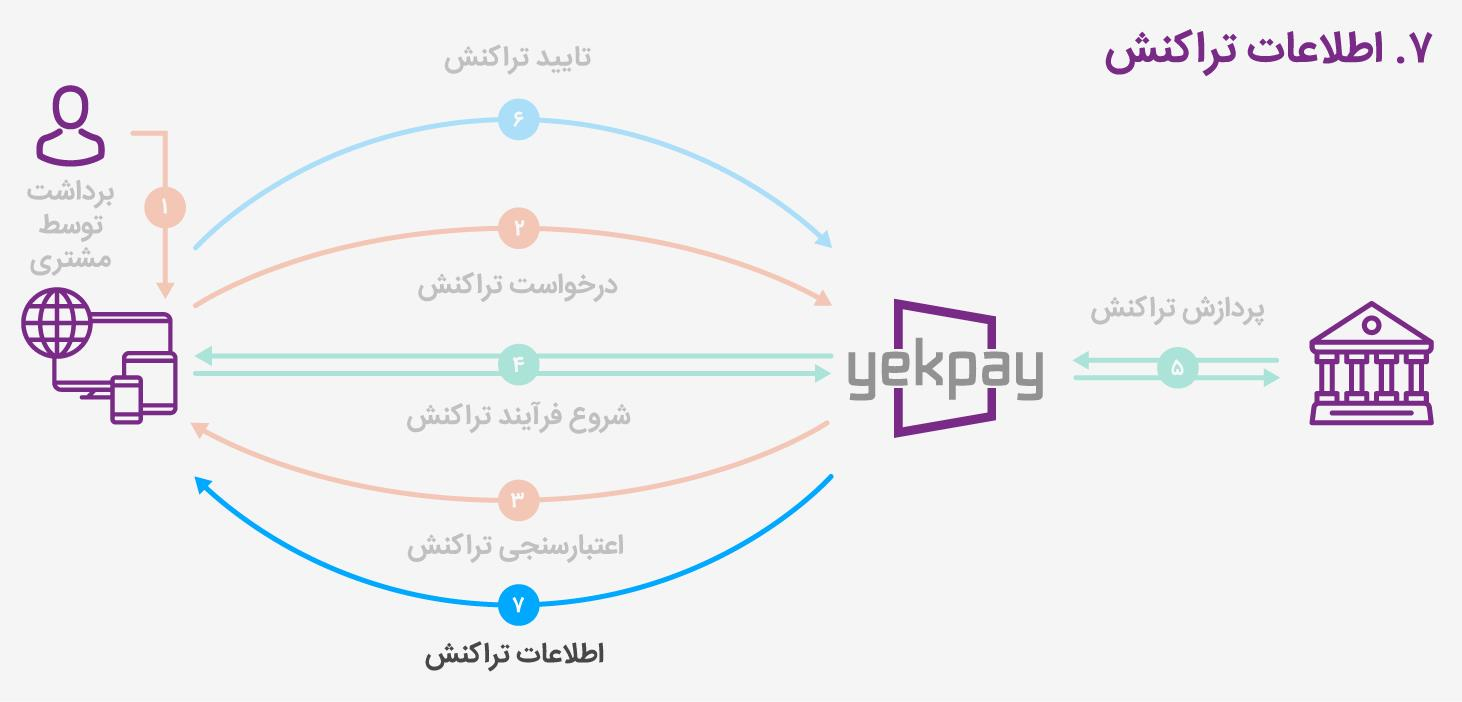 ۷. اطلاعات تراکنش
تایید تراکنش
۶
برداشت
توسط
مشتری
۱
۲
درخواست تراکنش
yekpay
پردازش تراکنش
۵
۴
شروع فرآیند تراکنش
۳
اعتبارسنجی تراکنش
۷
اطلاعات تراکنش